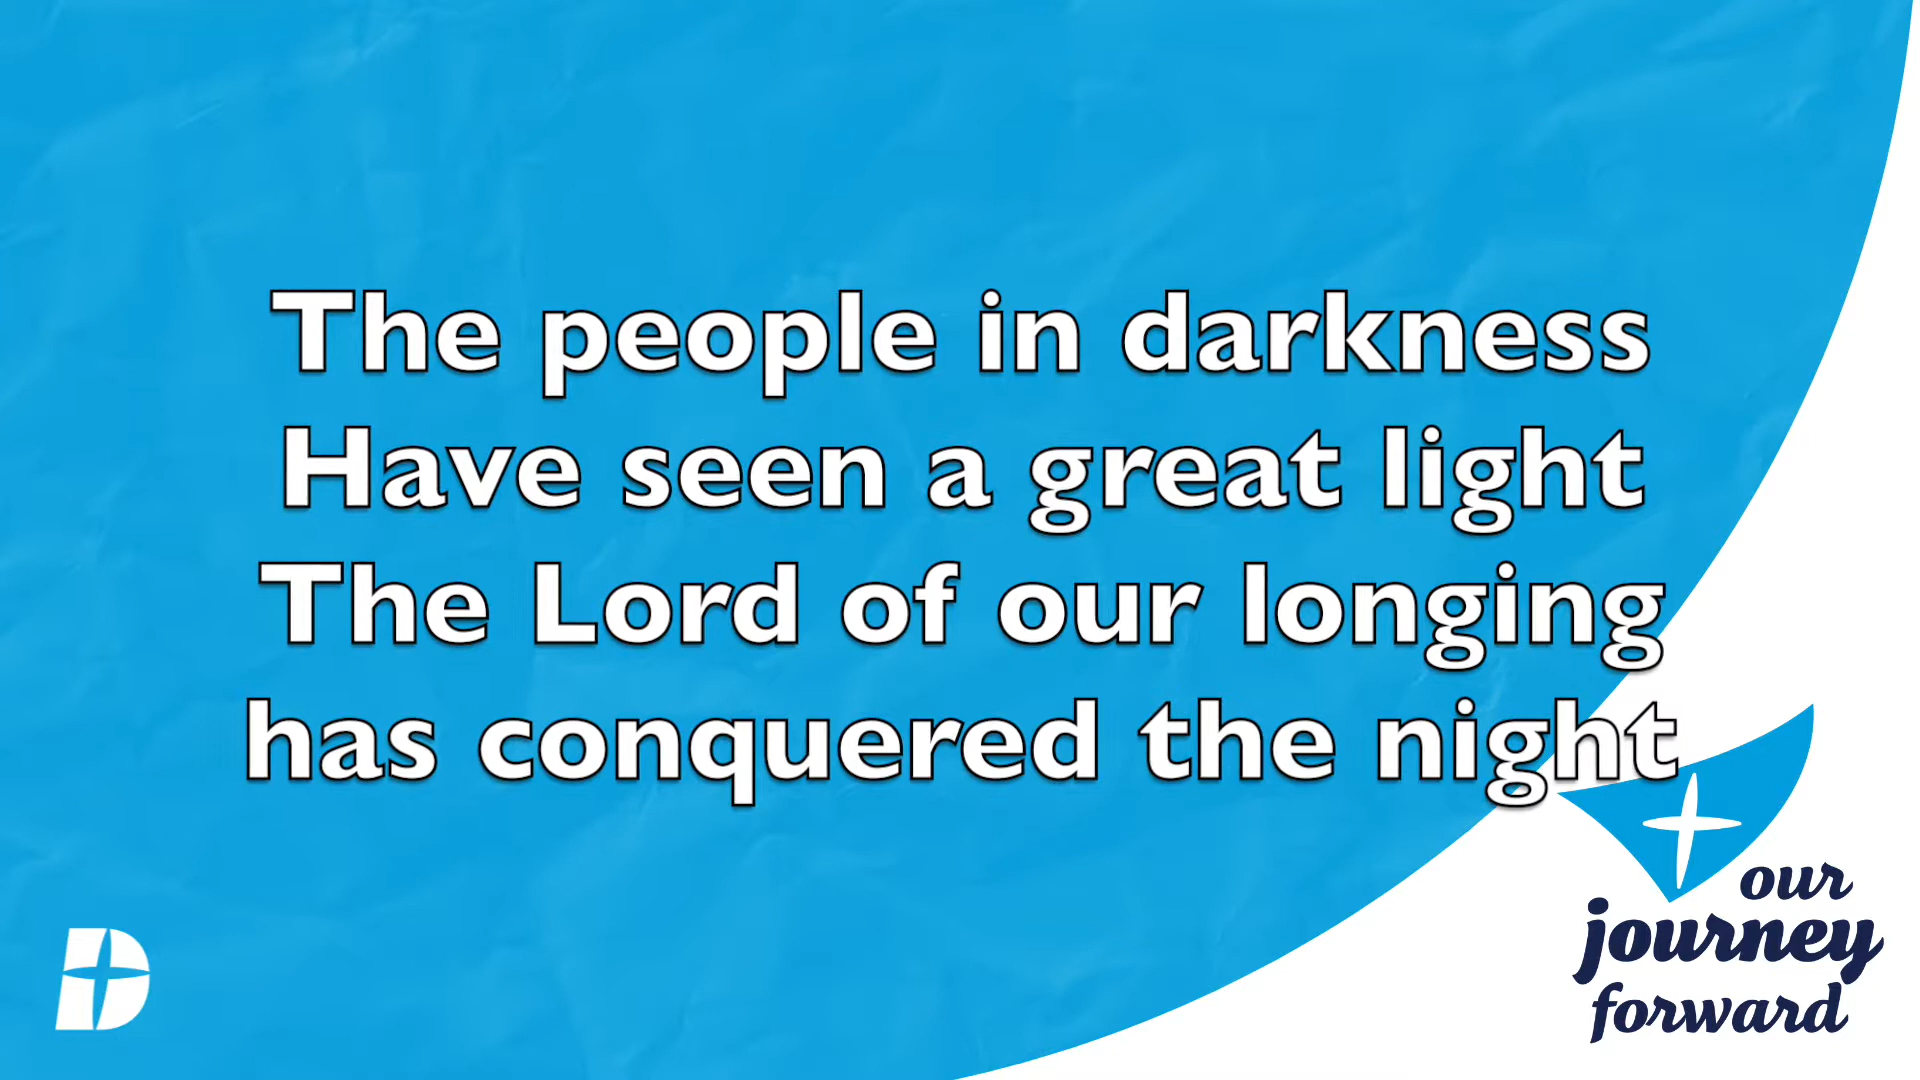 The people in darkness
Have seen a great light
The Lord of our longing
has conquered the night
our
journey
forward
D